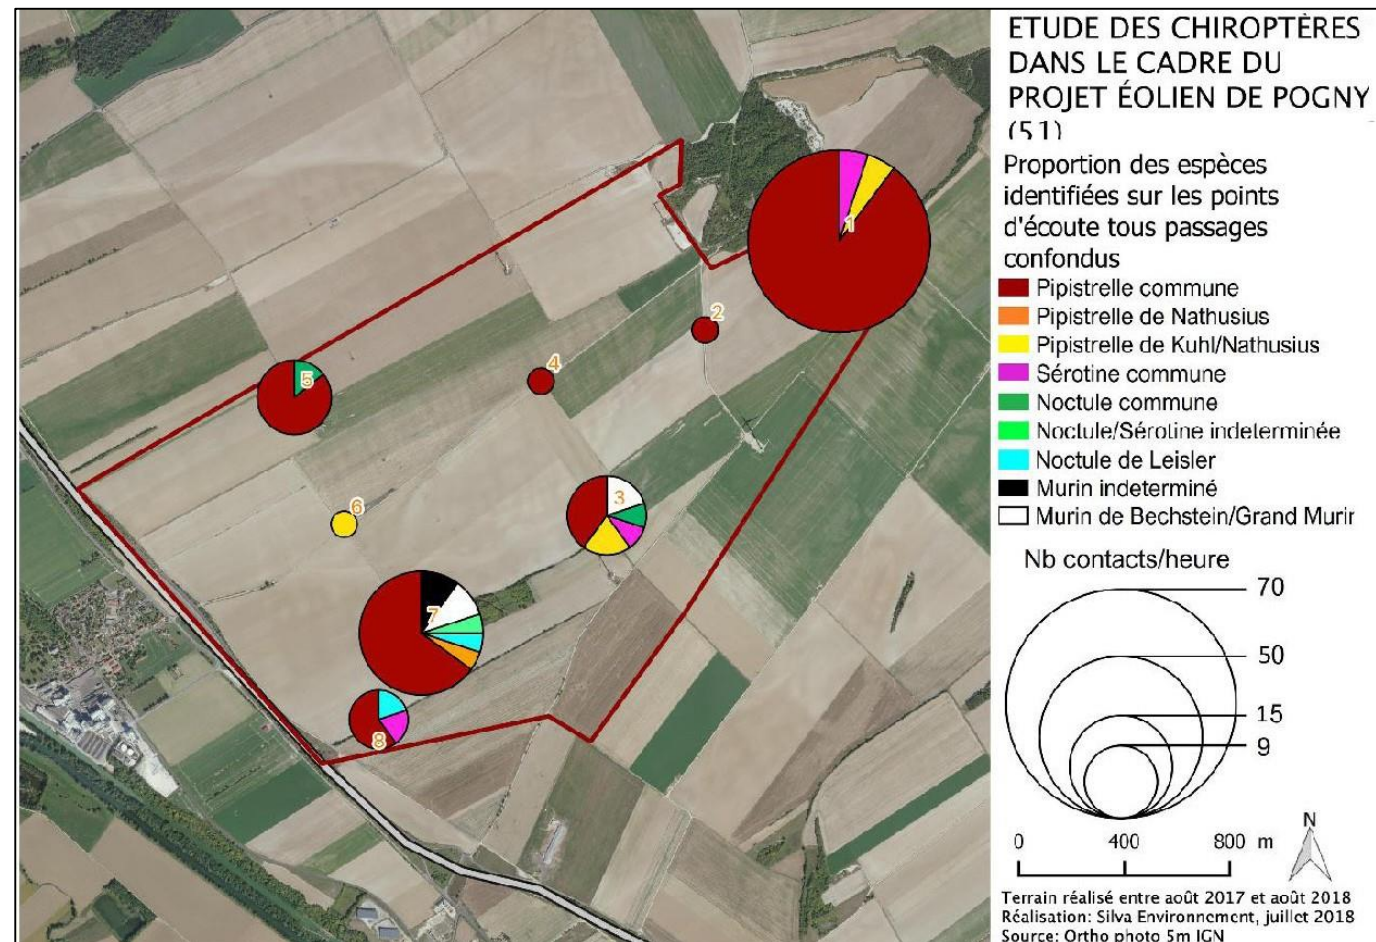 ETUDE DES CHIROPTÈRES
DANS LE CADRE DU
PROJET ÉOLIEN DE POGNY
(51)
Proportion des espèces
identifiées sur les points
d'écoute tous passages
confondus
Pipistrelle commune
Pipistrelle de Nathusius
Pipistrelle de Kuhl/Nathusius
Sérotine commune
Noctule commune
Noctule/Sérotine indeterminée
Noctule de Leisler
Murin indeterminé
Murin de Bechstein/Grand Murin
Nb contacts/heure
70
50
15
9
0 400 800 m
N
Terrain réalisé entre août 2017 et août 2018
Réalisation: Silva Environnement, juillet 2018
Source: Ortho photo 5m IGN
1
2
4
5
3
6
7
8